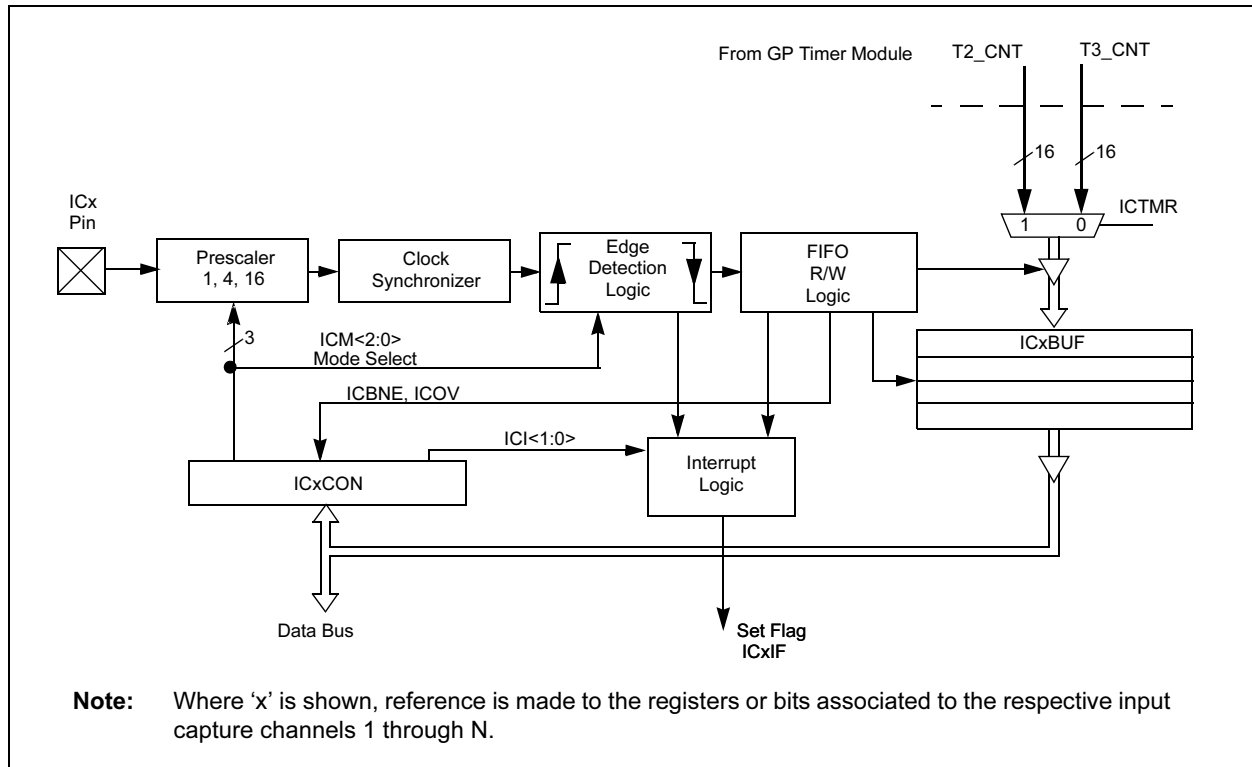 From GP Timer Module
T2_CNT
T3_CNT
16
16
ICx
Pin
1
0
ICTMR
Prescaler
1, 4, 16
Clock
Synchronizer
Edge
Detection
Logic
FIFO
R/W
Logic
3
ICM<2:0>
Mode Select
ICxBUF
ICBNE, ICOV
ICI<1:0>
Interrupt
Logic
ICxCON
Data Bus
Set Flag
ICxIF
Note: Where ‘x’ is shown, reference is made to the registers or bits associated to the respective input
capture channels 1 through N.